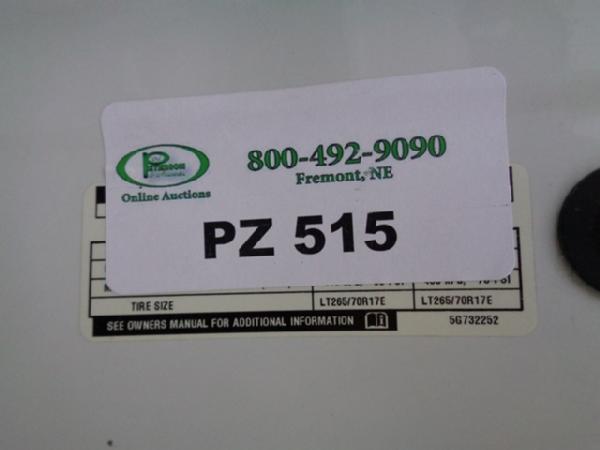 800-492-9090
Fremont, NE
Online Auctions
PZ 515
TIRE SIZE LT265/70R17E LT265/70R17E
SEE OWNERS MANUAL FOR ADDITIONAL INFORMATION
5G732252